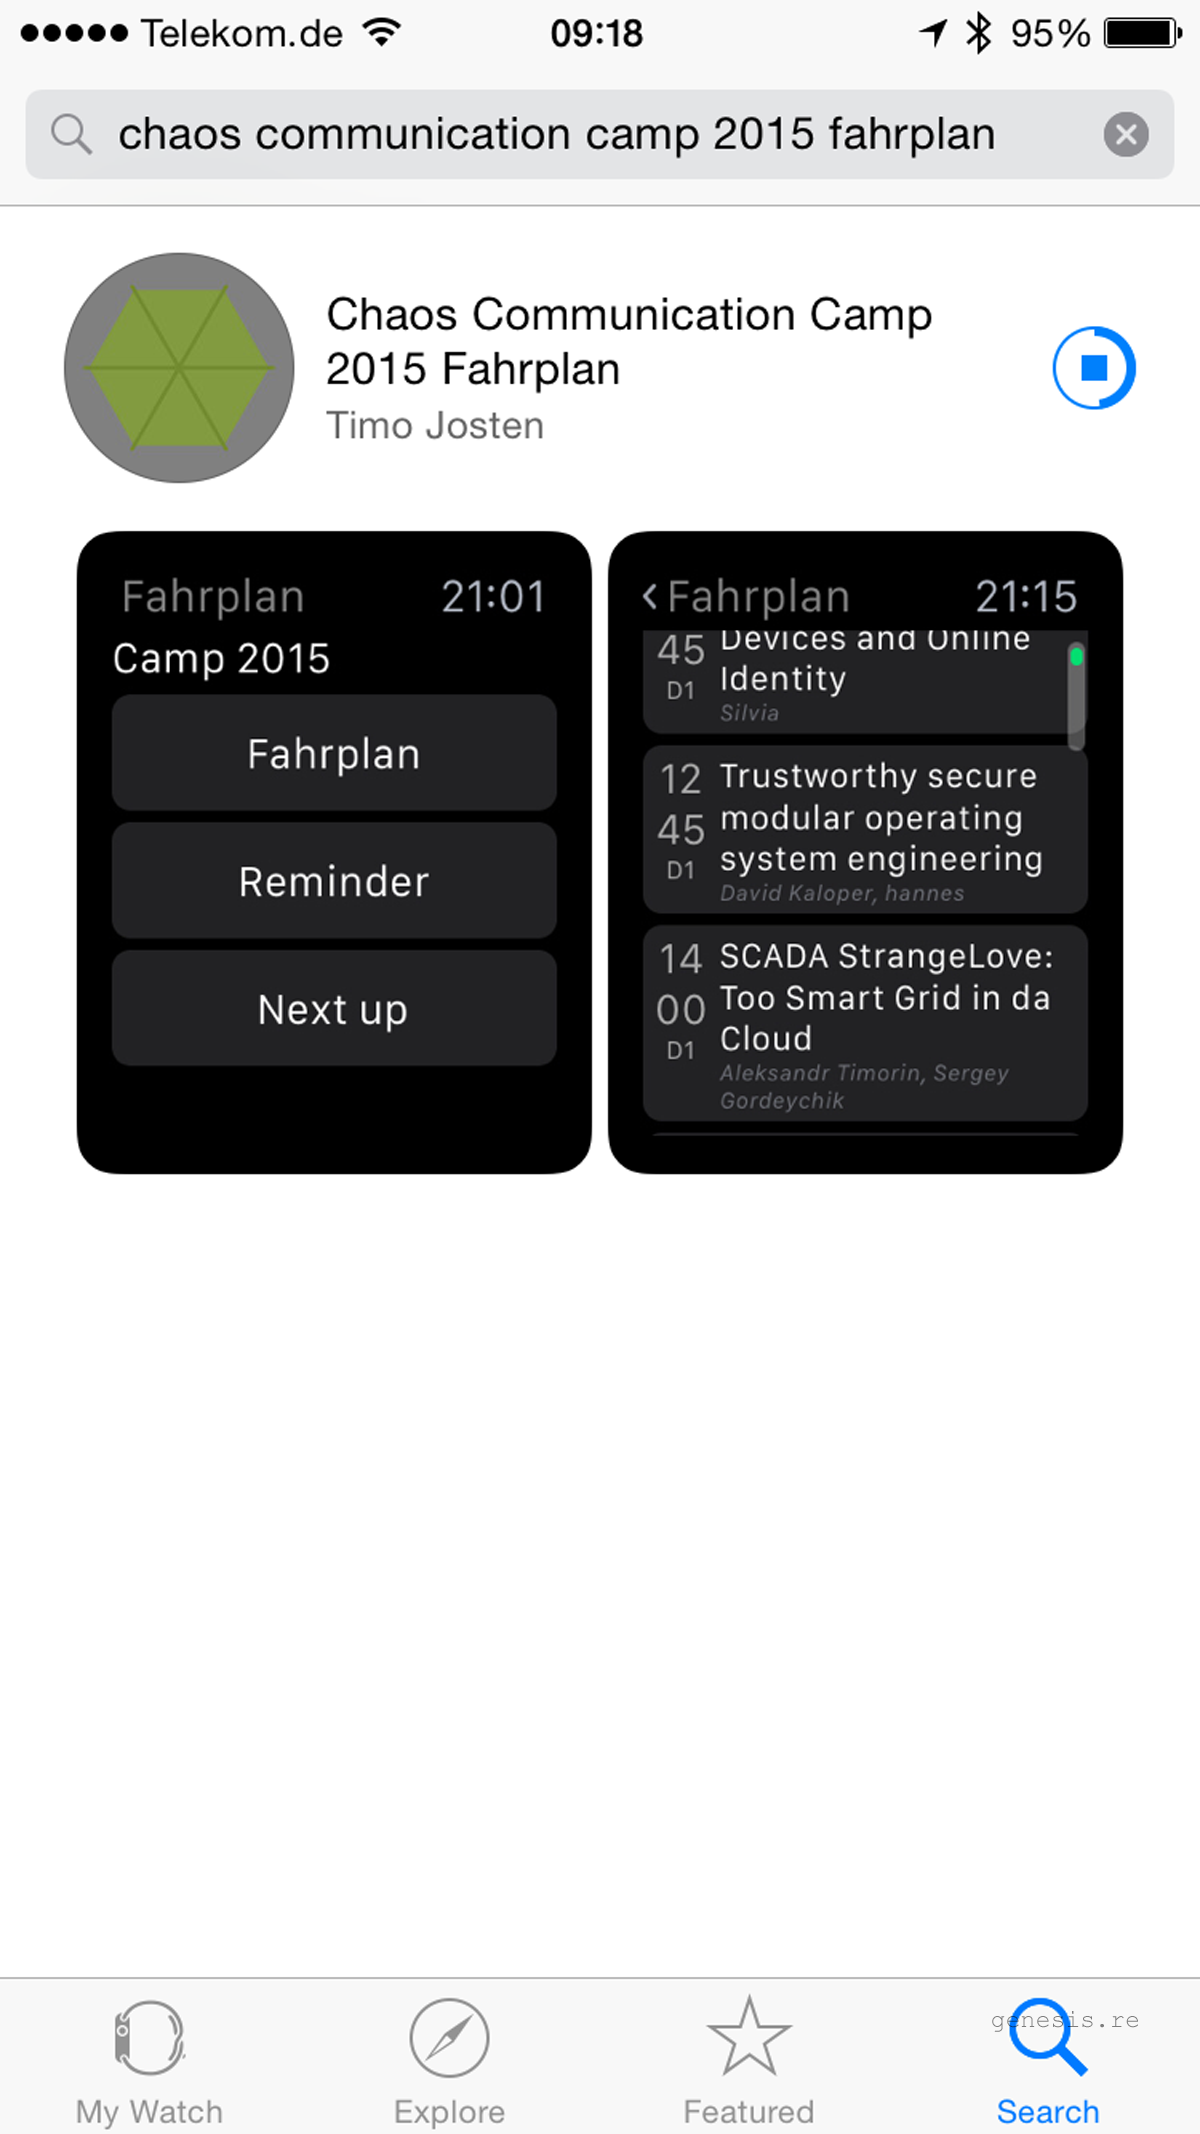 Telekom.de 09:18 95%
chaos communication camp 2015 fahrplan
Chaos Communication Camp
2015 Fahrplan
Timo Josten
Fahrplan 21:01
Camp 2015
Fahrplan
Reminder
Next up
Fahrplan 21:15
45 Devices and Online
D1 Identity
Silvia
12 Trustworthy secure
45 modular operating
D1 system engineering
David Kaloper, hannes
14 SCADA StrangeLove:
00 Too Smart Grid in da
D1 Cloud
Aleksandr Timorin, Sergey
Gordeychik
genesis.re
My Watch Explore Featured Search